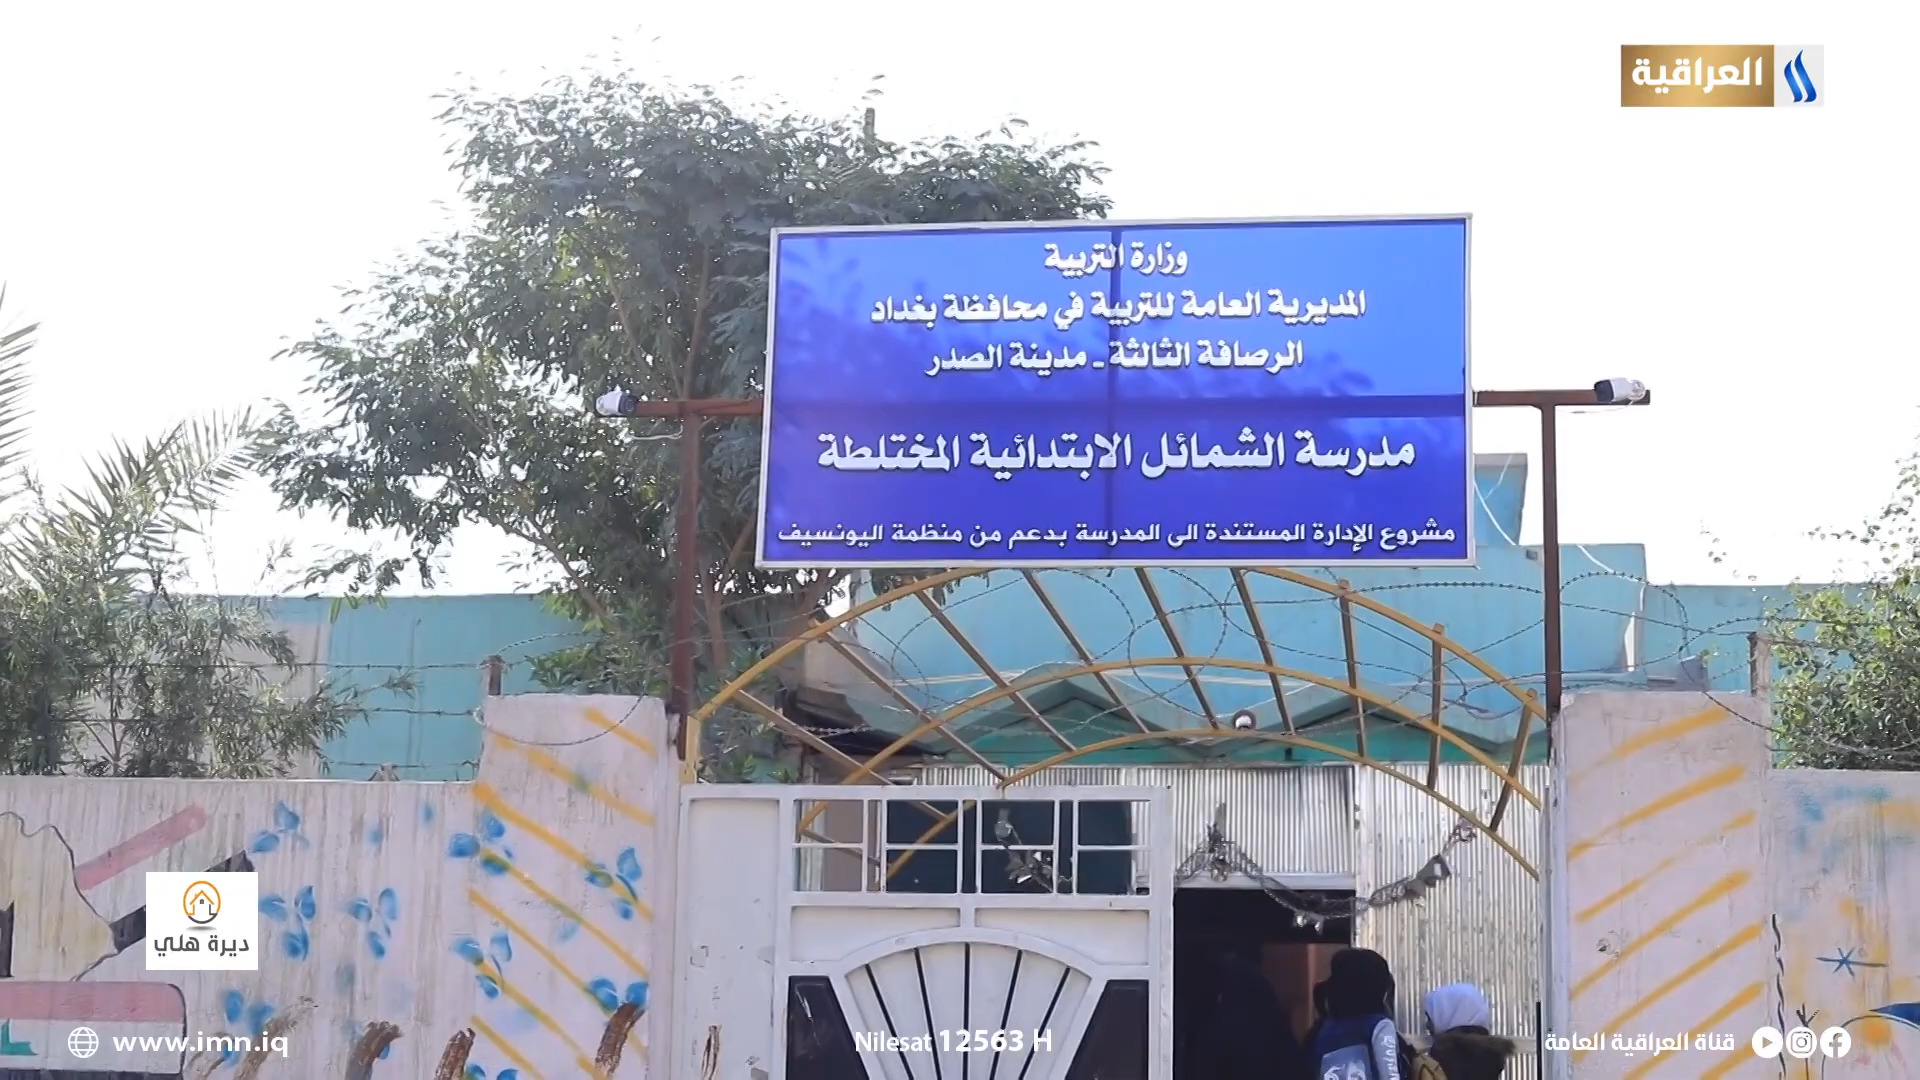 العراقية
وزارة التربية
المديرية العامة للتربية في محافظة بغداد
الرصافة الثالثة - مدينة الصدر
مدرسة الشمائل الابتدائية المختلطة
مشروع الإدارة المستندة الى المدرسة بدعم من منظمة اليونسيف
ديرة هلي
www.imn.iq
Nilesat 12563 H
قناة العراقية العامة